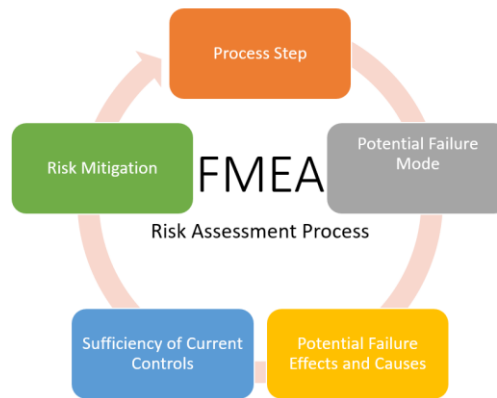 Process Step
Potential Failure
Mode
Risk Mitigation
FMEA
Risk Assessment Process
Sufficiency of Current
Controls
Potential Failure
Effects and Causes